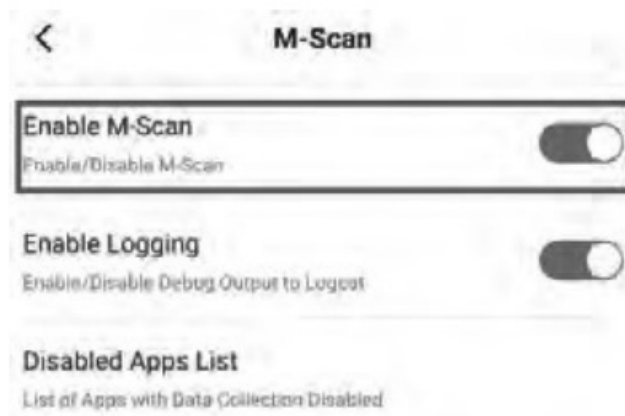 M-Scan
Enable M-Scan
Enable/Disable M-Scan
Enable Logging
Enable/Disable Debug Output to Logcat
Disabled Apps List
List of Apps with Data Collection Disabled